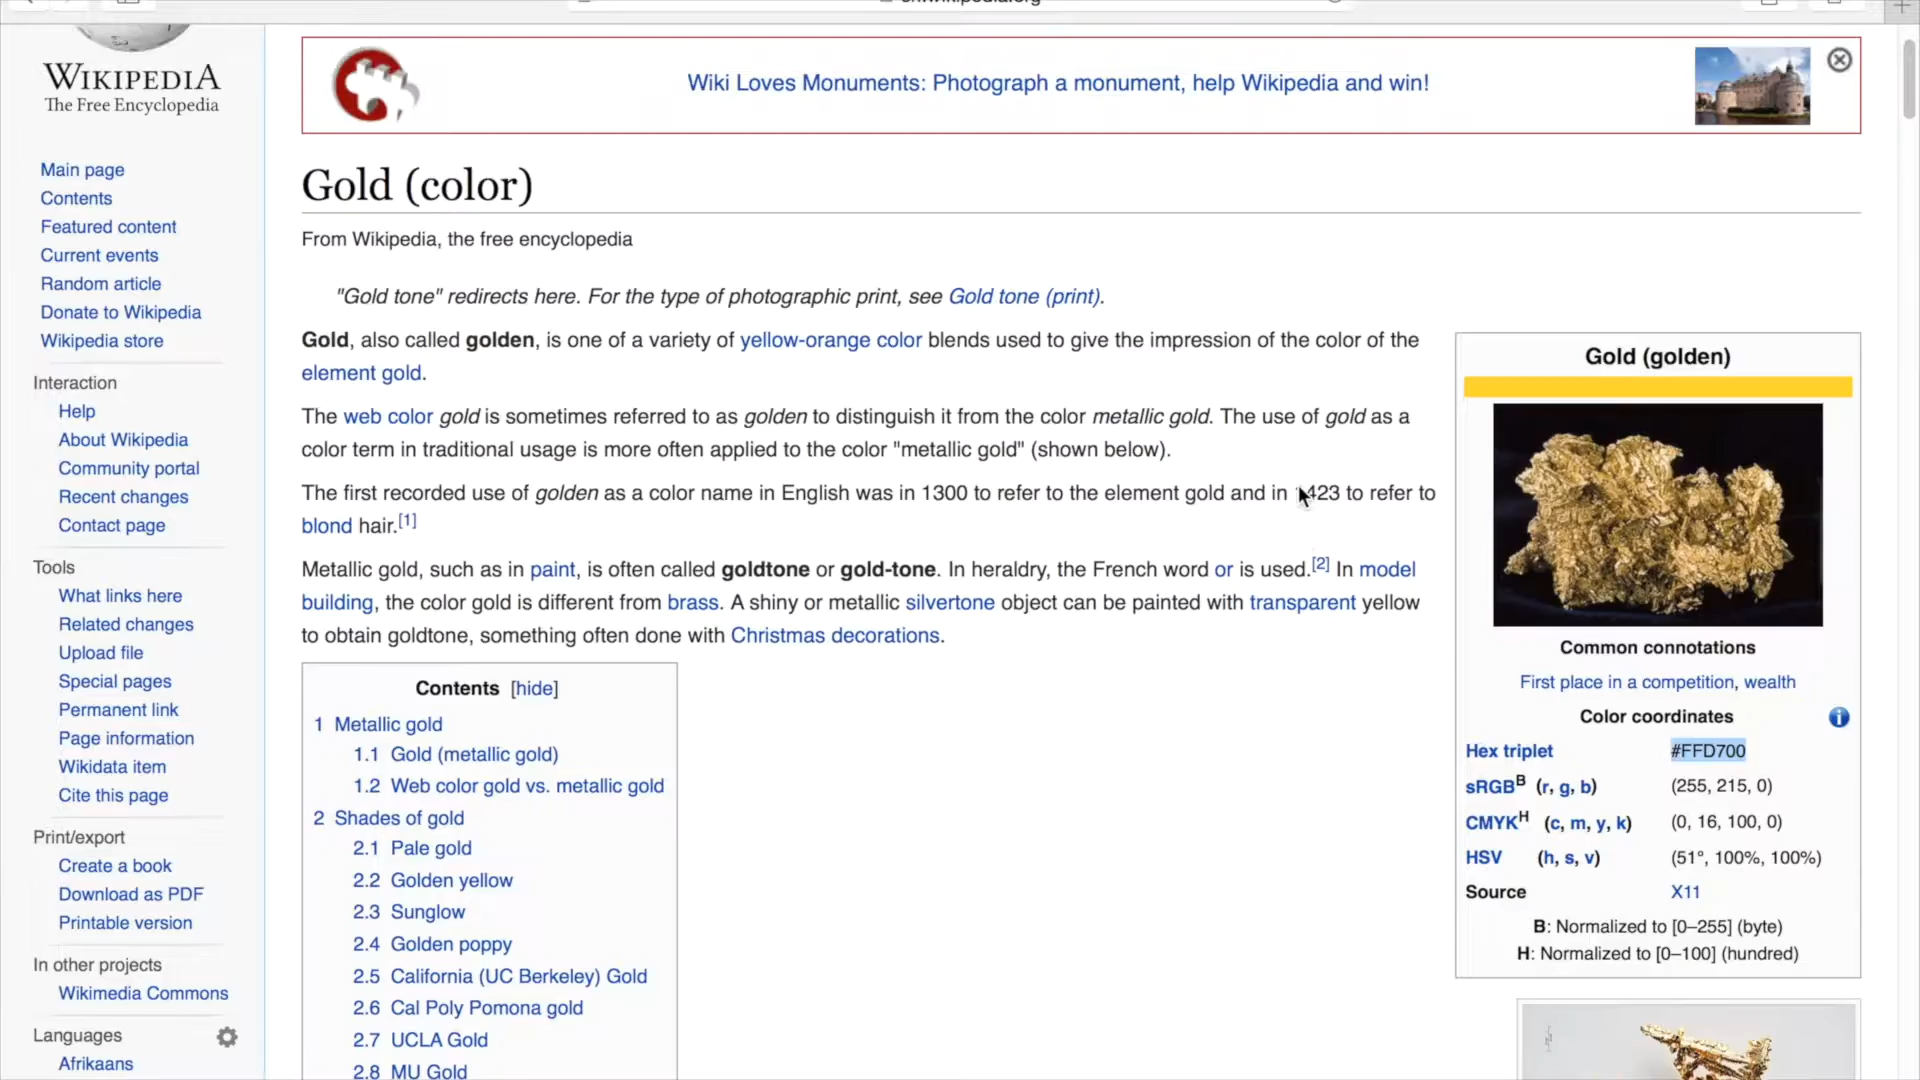 WIKIPEDIA
The Free Encyclopedia
Main page
Contents
Featured content
Current events
Random article
Donate to Wikipedia
Wikipedia store
Interaction
Help
About Wikipedia
Community portal
Recent changes
Contact page
Tools
What links here
Related changes
Upload file
Special pages
Permanent link
Page information
Wikidata item
Cite this page
Print/export
Create a book
Download as PDF
Printable version
In other projects
Wikimedia Commons
Languages
Afrikaans
Wiki Loves Monuments: Photograph a monument, help Wikipedia and win!
Gold (color)
From Wikipedia, the free encyclopedia
"Gold tone" redirects here. For the type of photographic print, see Gold tone (print).
Gold, also called golden, is one of a variety of yellow-orange color blends used to give the impression of the color of the
element gold.
The web color gold is sometimes referred to as golden to distinguish it from the color metallic gold. The use of gold as a
color term in traditional usage is more often applied to the color "metallic gold" (shown below).
The first recorded use of golden as a color name in English was in 1300 to refer to the element gold and in 1423 to refer to
blond hair.[1]
Metallic gold, such as in paint, is often called goldtone or gold-tone. In heraldry, the French word or is used.[2] In model
building, the color gold is different from brass. A shiny or metallic silvertone object can be painted with transparent yellow
to obtain goldtone, something often done with Christmas decorations.
Contents [hide]
1 Metallic gold
1.1 Gold (metallic gold)
1.2 Web color gold vs. metallic gold
2 Shades of gold
2.1 Pale gold
2.2 Golden yellow
2.3 Sunglow
2.4 Golden poppy
2.5 California (UC Berkeley) Gold
2.6 Cal Poly Pomona gold
2.7 UCLA Gold
2.8 MU Gold
Gold (golden)
Common connotations
First place in a competition, wealth
Color coordinates
Hex triplet #FFD700
sRGBB (r, g, b) (255, 215, 0)
CMYKH (c, m, y, k) (0, 16, 100, 0)
HSV (h, s, v) (51°, 100%, 100%)
Source X11
B: Normalized to [0–255] (byte)
H: Normalized to [0–100] (hundred)